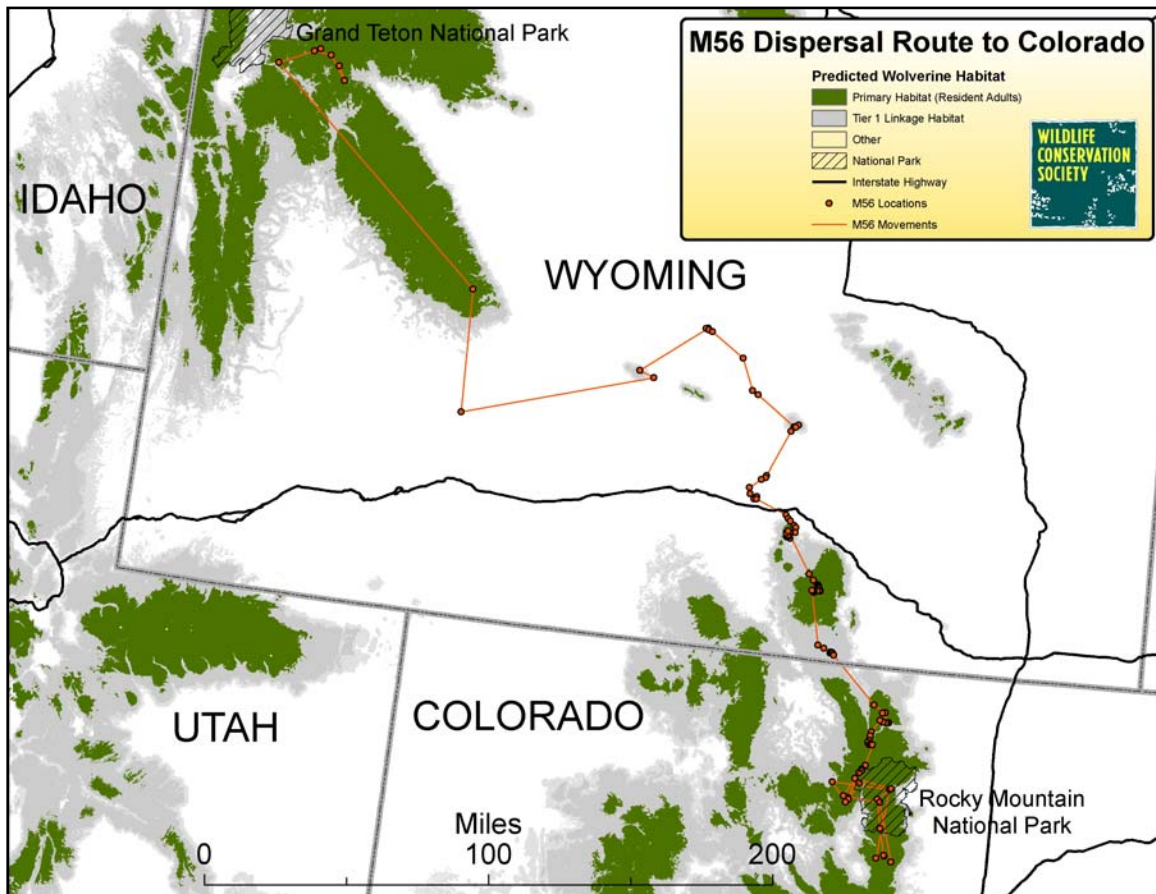 Grand Teton National Park
M56 Dispersal Route to Colorado
Predicted Wolverine Habitat
Primary Habitat (Resident Adults)
Tier 1 Linkage Habitat
Other
National Park
Interstate Highway
M56 Locations
M56 Movements
WILDLIFE
CONSERVATION
SOCIETY
IDAHO
WYOMING
UTAH
COLORADO
Rocky Mountain
National Park
Miles
0 100 200